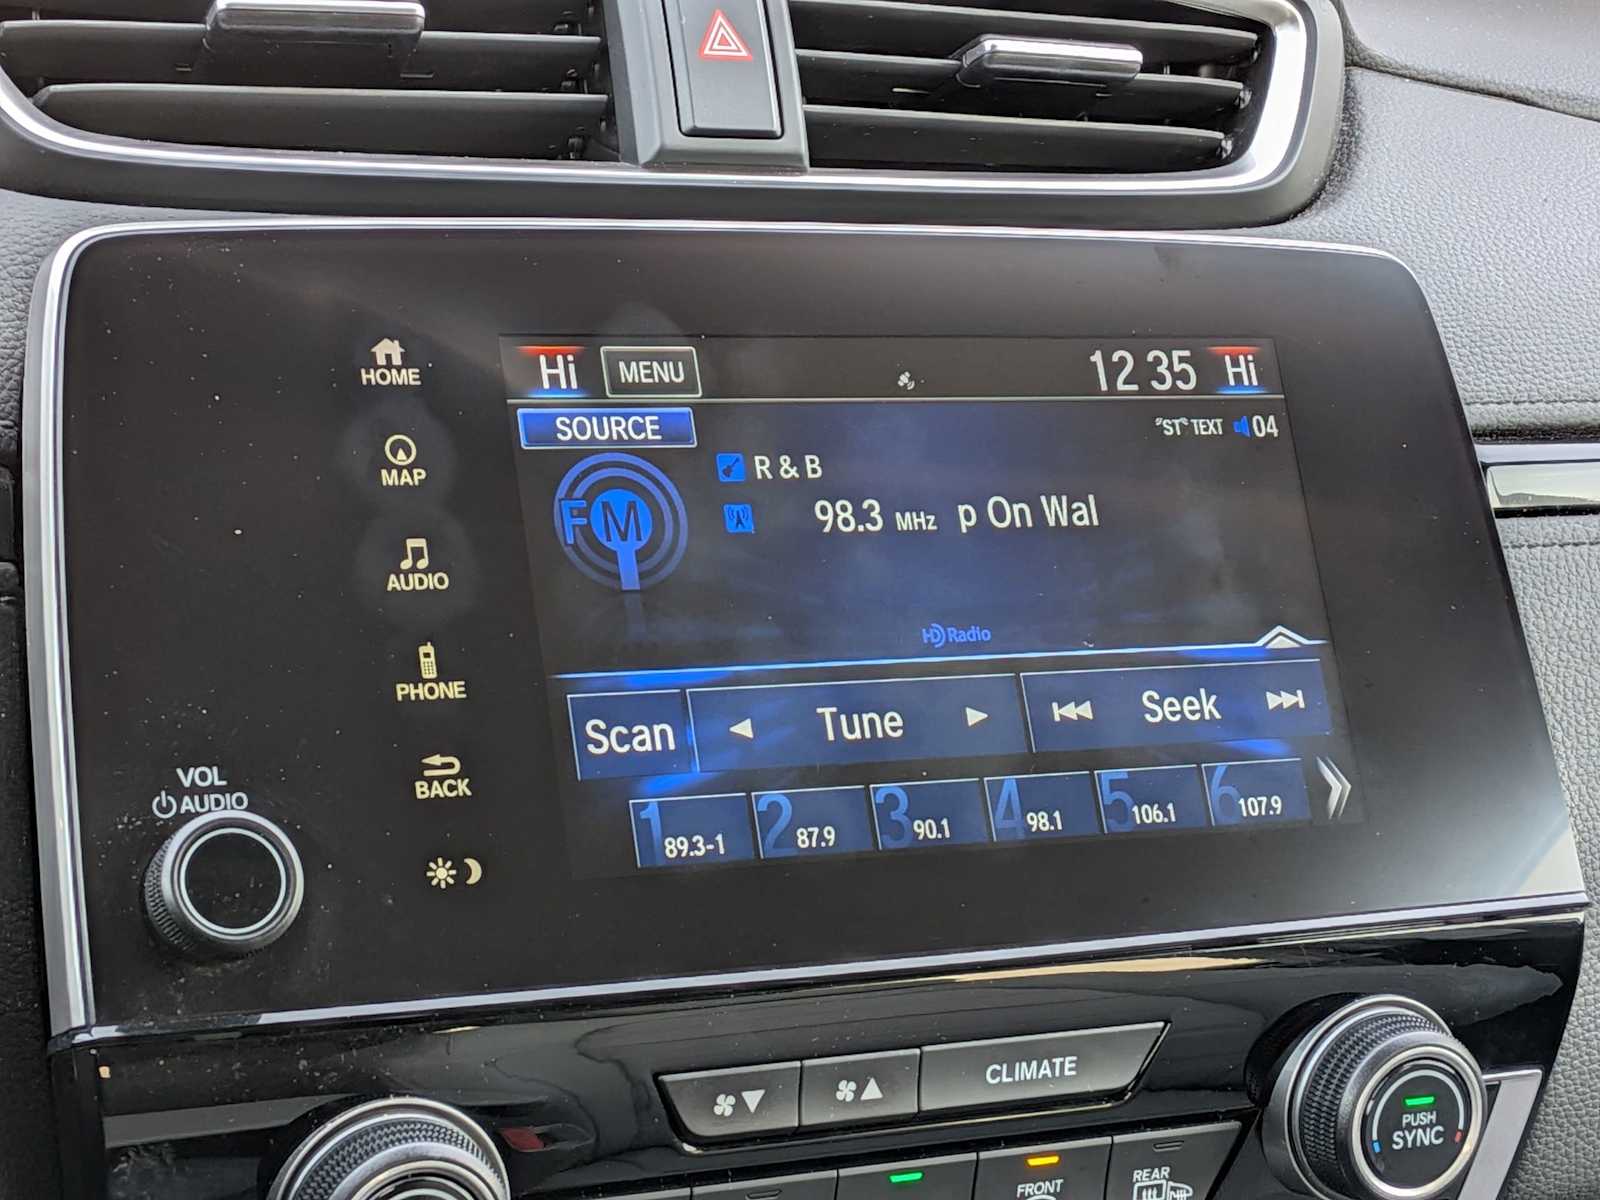 HOME
MAP
AUDIO
PHONE
BACK
VOL
AUDIO
Hi MENU 12 35 Hi
SOURCE "ST" TEXT 04
FM
R & B
98.3 MHz p On Wal
HD Radio
Scan Tune Seek
1 89.3-1 2 87.9 3 90.1 4 98.1 5 106.1 6 107.9
CLIMATE
PUSH
SYNC
FRONT
REAR